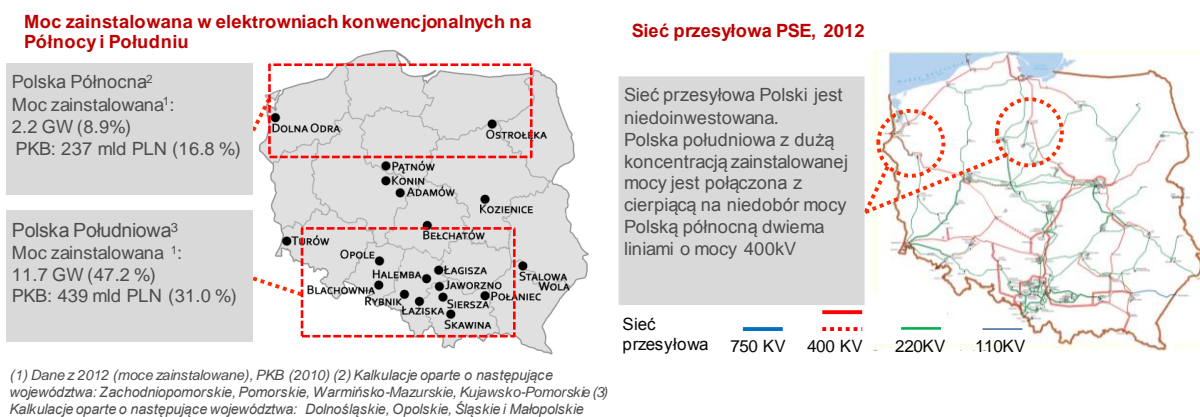 Moc zainstalowana w elektrowniach konwencjonalnych na
Północy i Południu
Polska Północna²
Moc zainstalowana¹:
2.2 GW (8.9%)
PKB: 237 mld PLN (16.8 %)
Polska Południowa³
Moc zainstalowana ¹:
11.7 GW (47.2 %)
PKB: 439 mld PLN (31.0 %)
DOLNA ODRA
OSTROŁĘKA
PĄTNÓW
KONIN
ADAMÓW
KOZIENICE
BEŁCHATÓW
TURÓW
OPOLE
HALEMBA
ŁAGISZA
STALOWA
WOLA
BLACHOWNIA
JAWORZNO
RYBNIK
SIERSZA
POŁANIEC
ŁAZISKA
SKAWINA
(1) Dane z 2012 (moce zainstalowane), PKB (2010) (2) Kalkulacje oparte o następujące
województwa: Zachodniopomorskie, Pomorskie, Warmińsko-Mazurskie, Kujawsko-Pomorskie (3)
Kalkulacje oparte o następujące województwa: Dolnośląskie, Opolskie, Śląskie i Małopolskie
Sieć przesyłowa PSE, 2012
Sieć przesyłowa Polski jest
niedoinwestowana.
Polska południowa z dużą
koncentracją zainstalowanej
mocy jest połączona z
cierpiącą na niedobór mocy
Polską północną dwiema
liniami o mocy 400kV
Sieć
przesyłowa
750 KV
400 KV
220KV
110KV